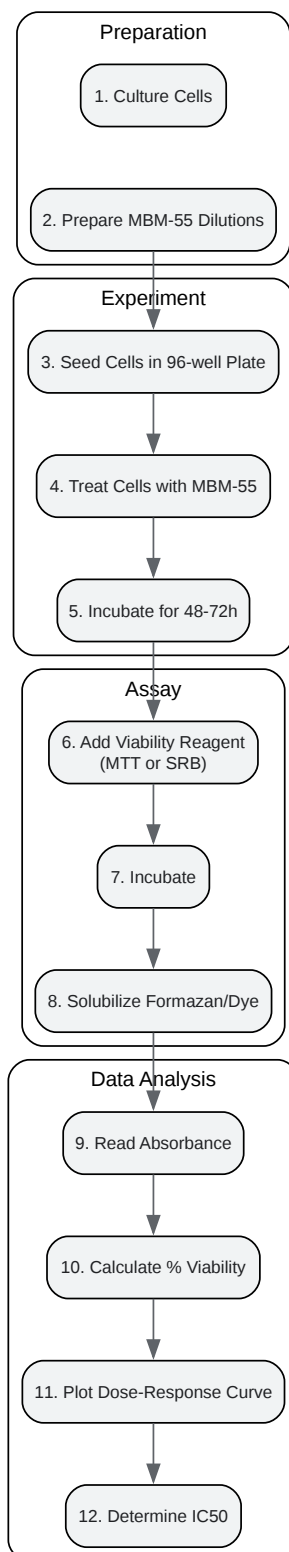 Preparation
1. Culture Cells
2. Prepare MBM-55 Dilutions
Experiment
3. Seed Cells in 96-well Plate
4. Treat Cells with MBM-55
5. Incubate for 48-72h
Assay
6. Add Viability Reagent
(MTT or SRB)
7. Incubate
8. Solubilize Formazan/Dye
Data Analysis
9. Read Absorbance
10. Calculate % Viability
11. Plot Dose-Response Curve
12. Determine IC50